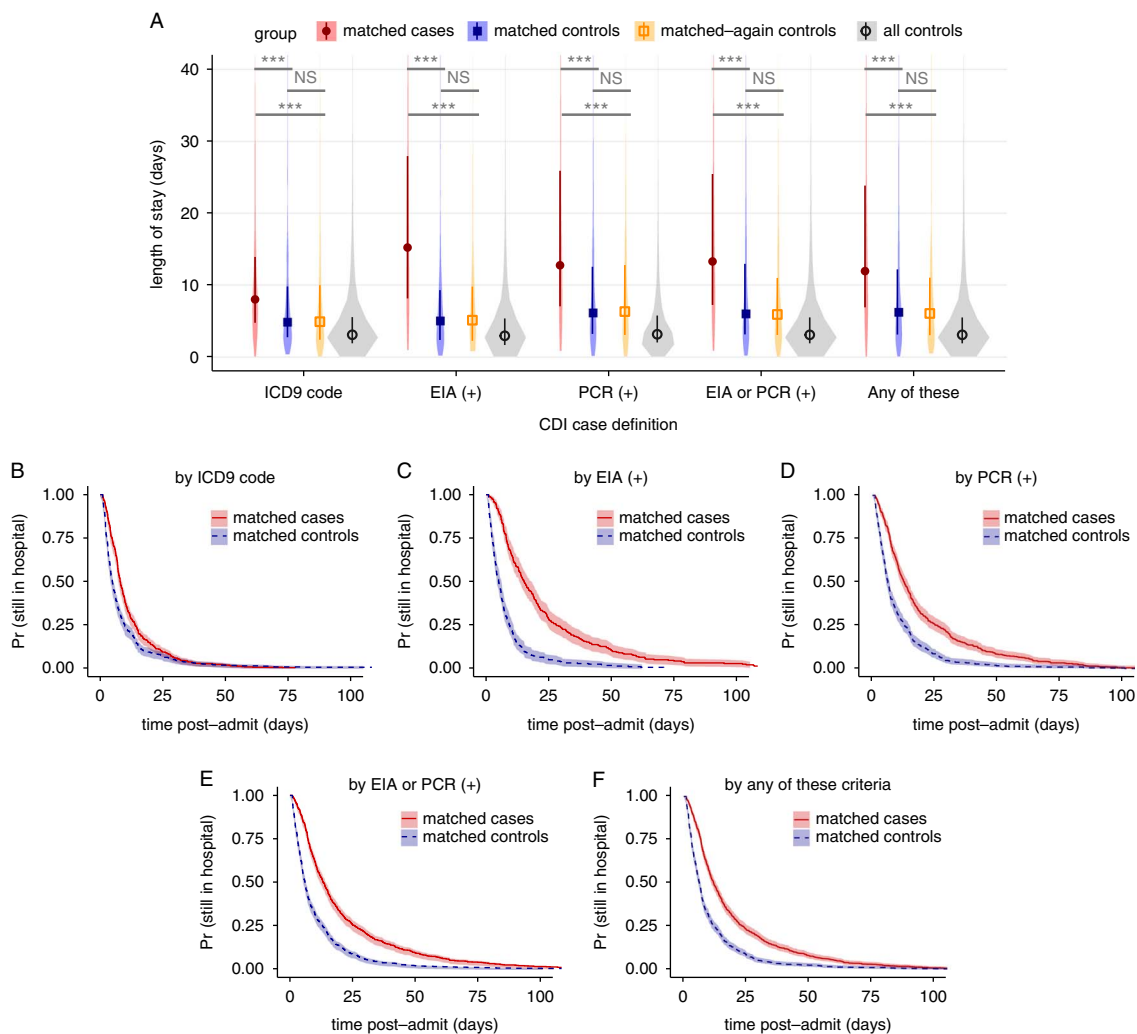 A
group matched cases matched controls matched–again controls all controls
*** *** *** *** ***
NS NS NS NS NS
*** *** *** *** ***
40
30
20
10
0
length of stay (days)
ICD9 code EIA (+) PCR (+) EIA or PCR (+) Any of these
CDI case definition
B
by ICD9 code
matched cases
matched controls
1.00
0.75
0.50
0.25
0.00
Pr (still in hospital)
0 25 50 75 100
time post–admit (days)
C
by EIA (+)
matched cases
matched controls
1.00
0.75
0.50
0.25
0.00
Pr (still in hospital)
0 25 50 75 100
time post–admit (days)
D
by PCR (+)
matched cases
matched controls
1.00
0.75
0.50
0.25
0.00
Pr (still in hospital)
0 25 50 75 100
time post–admit (days)
E
by EIA or PCR (+)
matched cases
matched controls
1.00
0.75
0.50
0.25
0.00
Pr (still in hospital)
0 25 50 75 100
time post–admit (days)
F
by any of these criteria
matched cases
matched controls
1.00
0.75
0.50
0.25
0.00
Pr (still in hospital)
0 25 50 75 100
time post–admit (days)